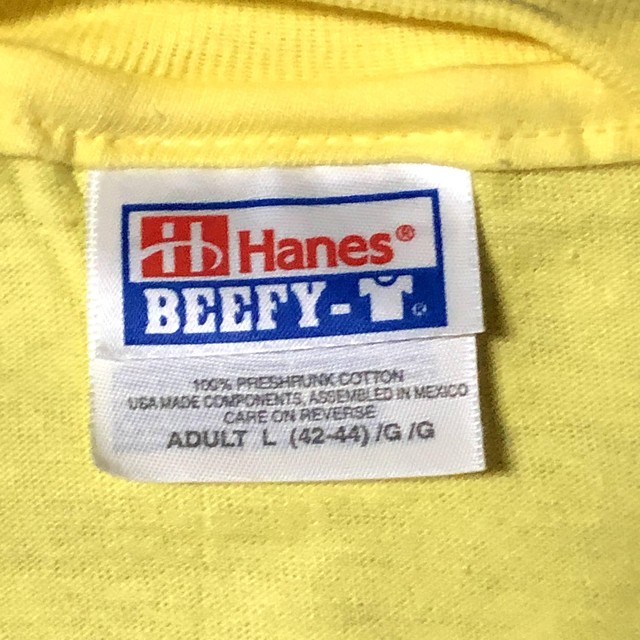 Hanes®
BEEFY-T®
100% PRESHRUNK COTTON
USA MADE COMPONENTS, ASSEMBLED IN MEXICO
CARE ON REVERSE
ADULT L (42-44) /G /G